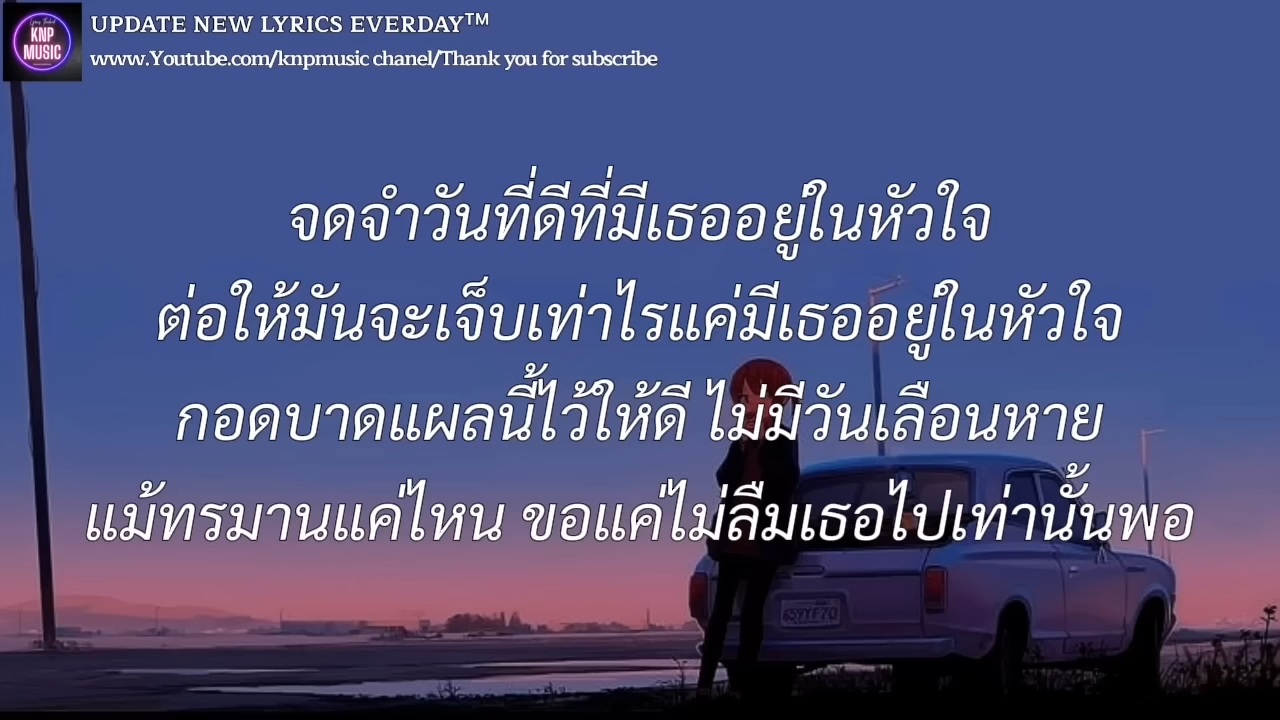 UPDATE NEW LYRICS EVERDAY™
www.Youtube.com/knpmusic chanel/Thank you for subscribe
KNP
MUSIC
จดจำวันที่ดีที่มีเธออยู่ในหัวใจ
ต่อให้มันจะเจ็บเท่าไรแค่มีเธออยู่ในหัวใจ
กอดบาดแผลนี้ไว้ให้ดี ไม่มีวันเลือนหาย
แม้ทรมานแค่ไหน ขอแค่ไม่ลืมเธอไปเท่านั้นพอ
659YF70